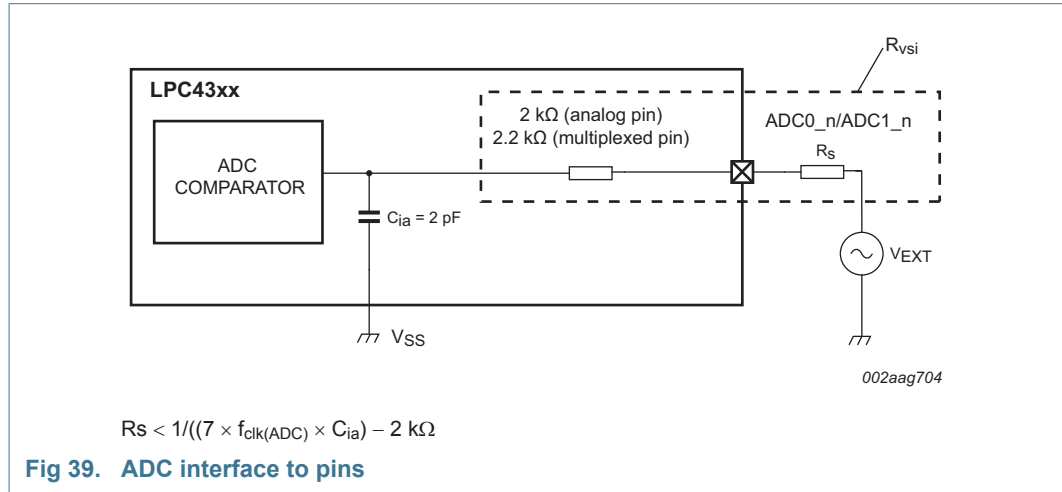 LPC43xx
ADC
COMPARATOR
2 kΩ (analog pin)
2.2 kΩ (multiplexed pin)
Cia = 2 pF
VSS
Rvsi
ADC0_n/ADC1_n
Rs
VEXT
002aag704
Rs < 1/((7 × fclk(ADC) × Cia) − 2 kΩ
Fig 39. ADC interface to pins